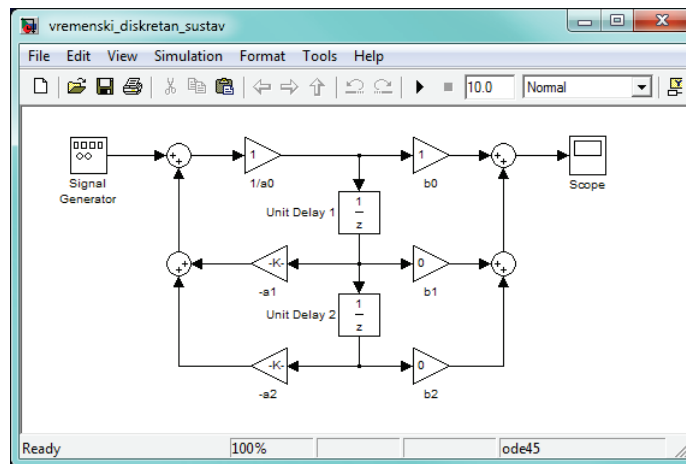 vremenski_diskretan_sustav
File Edit View Simulation Format Tools Help
10.0 Normal
1 1
Signal Generator
1/a0 b0 Scope
Unit Delay 1
1
z
-K- 0
-a1 b1
Unit Delay 2
1
z
-K- 0
-a2 b2
Ready 100% ode45